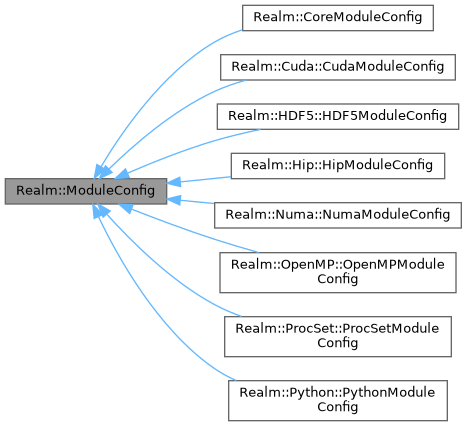 Realm::CoreModuleConfig
Realm::Cuda::CudaModuleConfig
Realm::HDF5::HDF5ModuleConfig
Realm::Hip::HipModuleConfig
Realm::ModuleConfig
Realm::Numa::NumaModuleConfig
Realm::OpenMP::OpenMPModule
Config
Realm::ProcSet::ProcSetModule
Config
Realm::Python::PythonModule
Config